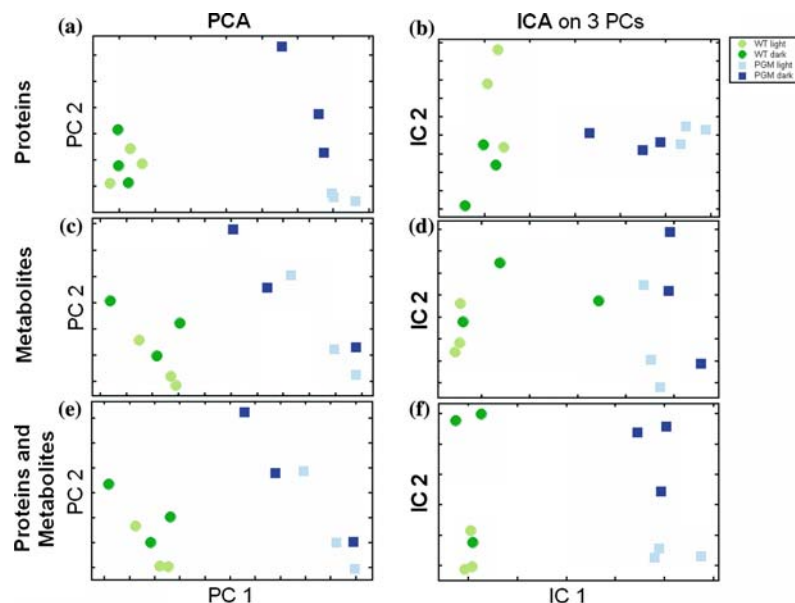 PCA
ICA on 3 PCs
(a)
(b)
WT light
WT dark
PGM light
PGM dark
Proteins
PC 2
IC 2
(c)
(d)
Metabolites
PC 2
IC 2
(e)
(f)
Proteins and
Metabolites
PC 2
IC 2
PC 1
IC 1